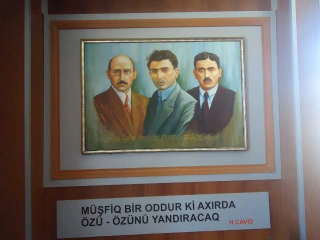 MÜŞFİQ BİR ODDUR Kİ AXIRDA
ÖZÜ - ÖZÜNÜ YANDIRACAQ
H.CAVİD